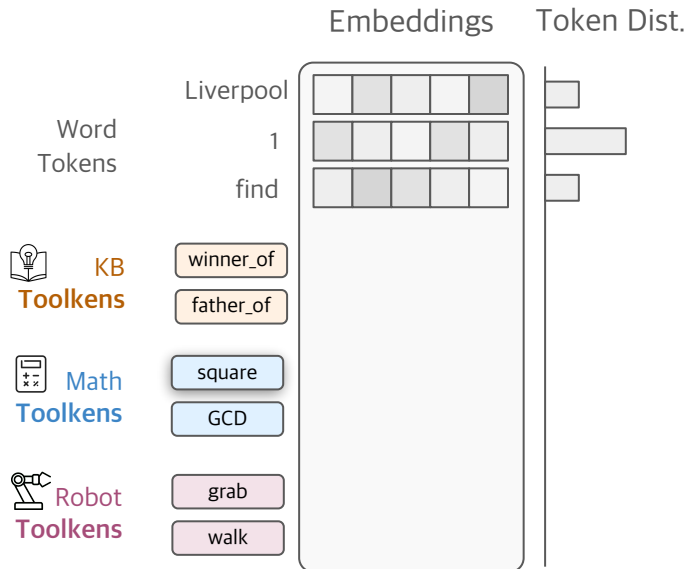 Embeddings Token Dist.
Word
Tokens
Liverpool
1
find
KB
Toolkens
winner_of
father_of
Math
Toolkens
square
GCD
Robot
Toolkens
grab
walk